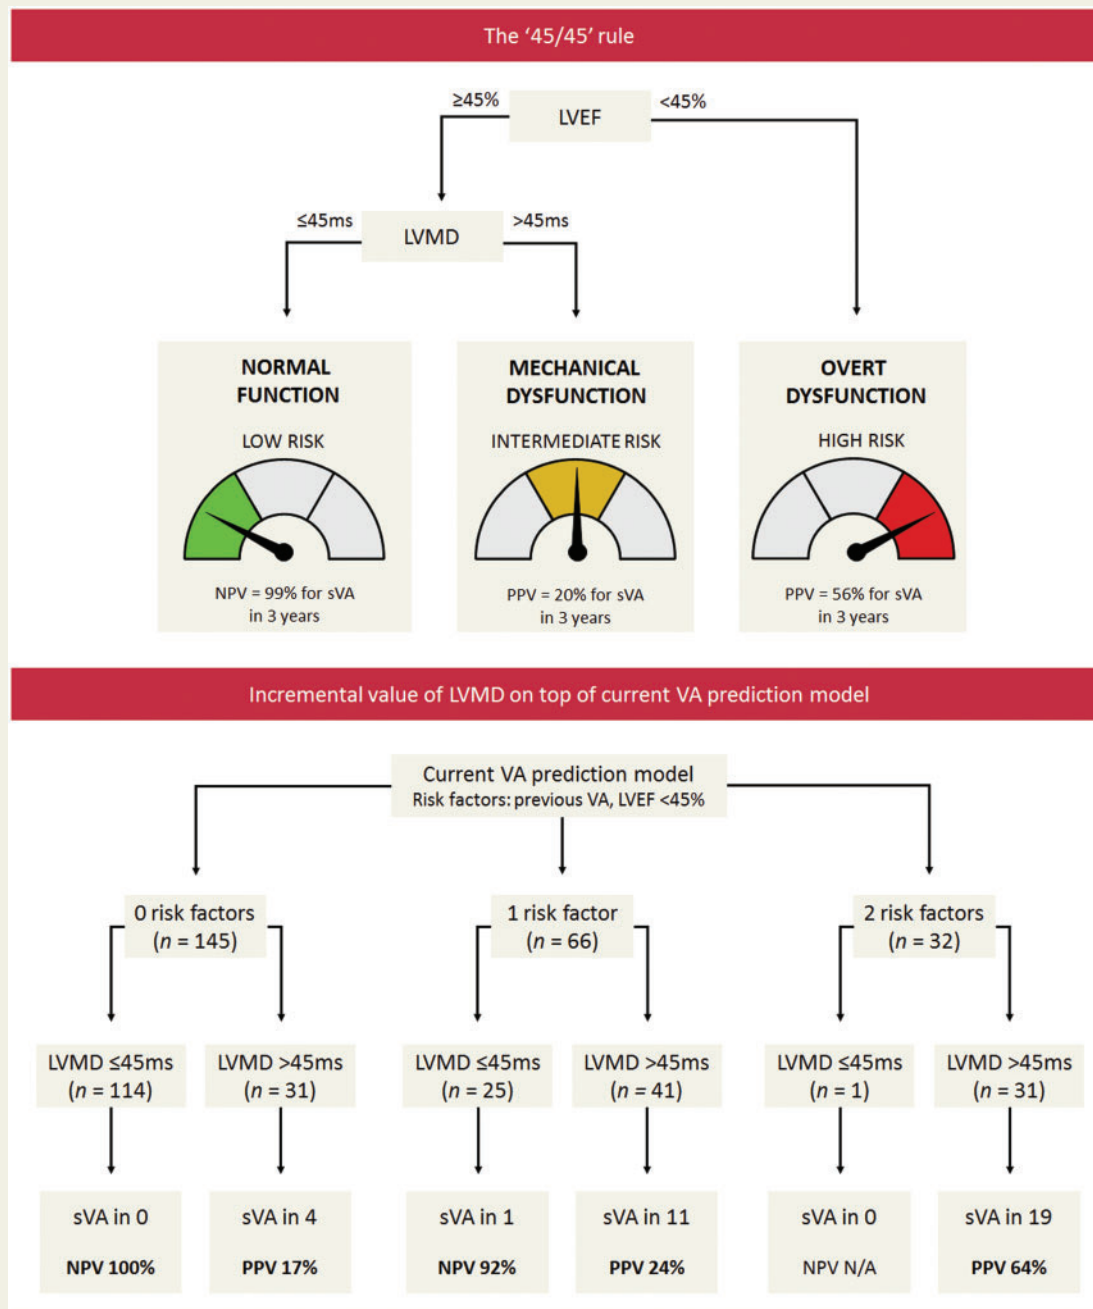 The ‘45/45’ rule
≥45%
LVEF
<45%
≤45ms
LVMD
>45ms
NORMAL
FUNCTION
LOW RISK
NPV = 99% for sVA
in 3 years
MECHANICAL
DYSFUNCTION
INTERMEDIATE RISK
PPV = 20% for sVA
in 3 years
OVERT
DYSFUNCTION
HIGH RISK
PPV = 56% for sVA
in 3 years
Incremental value of LVMD on top of current VA prediction model
Current VA prediction model
Risk factors: previous VA, LVEF <45%
0 risk factors
(n = 145)
1 risk factor
(n = 66)
2 risk factors
(n = 32)
LVMD ≤45ms
(n = 114)
LVMD >45ms
(n = 31)
LVMD ≤45ms
(n = 25)
LVMD >45ms
(n = 41)
LVMD ≤45ms
(n = 1)
LVMD >45ms
(n = 31)
sVA in 0
NPV 100%
sVA in 4
PPV 17%
sVA in 1
NPV 92%
sVA in 11
PPV 24%
sVA in 0
NPV N/A
sVA in 19
PPV 64%